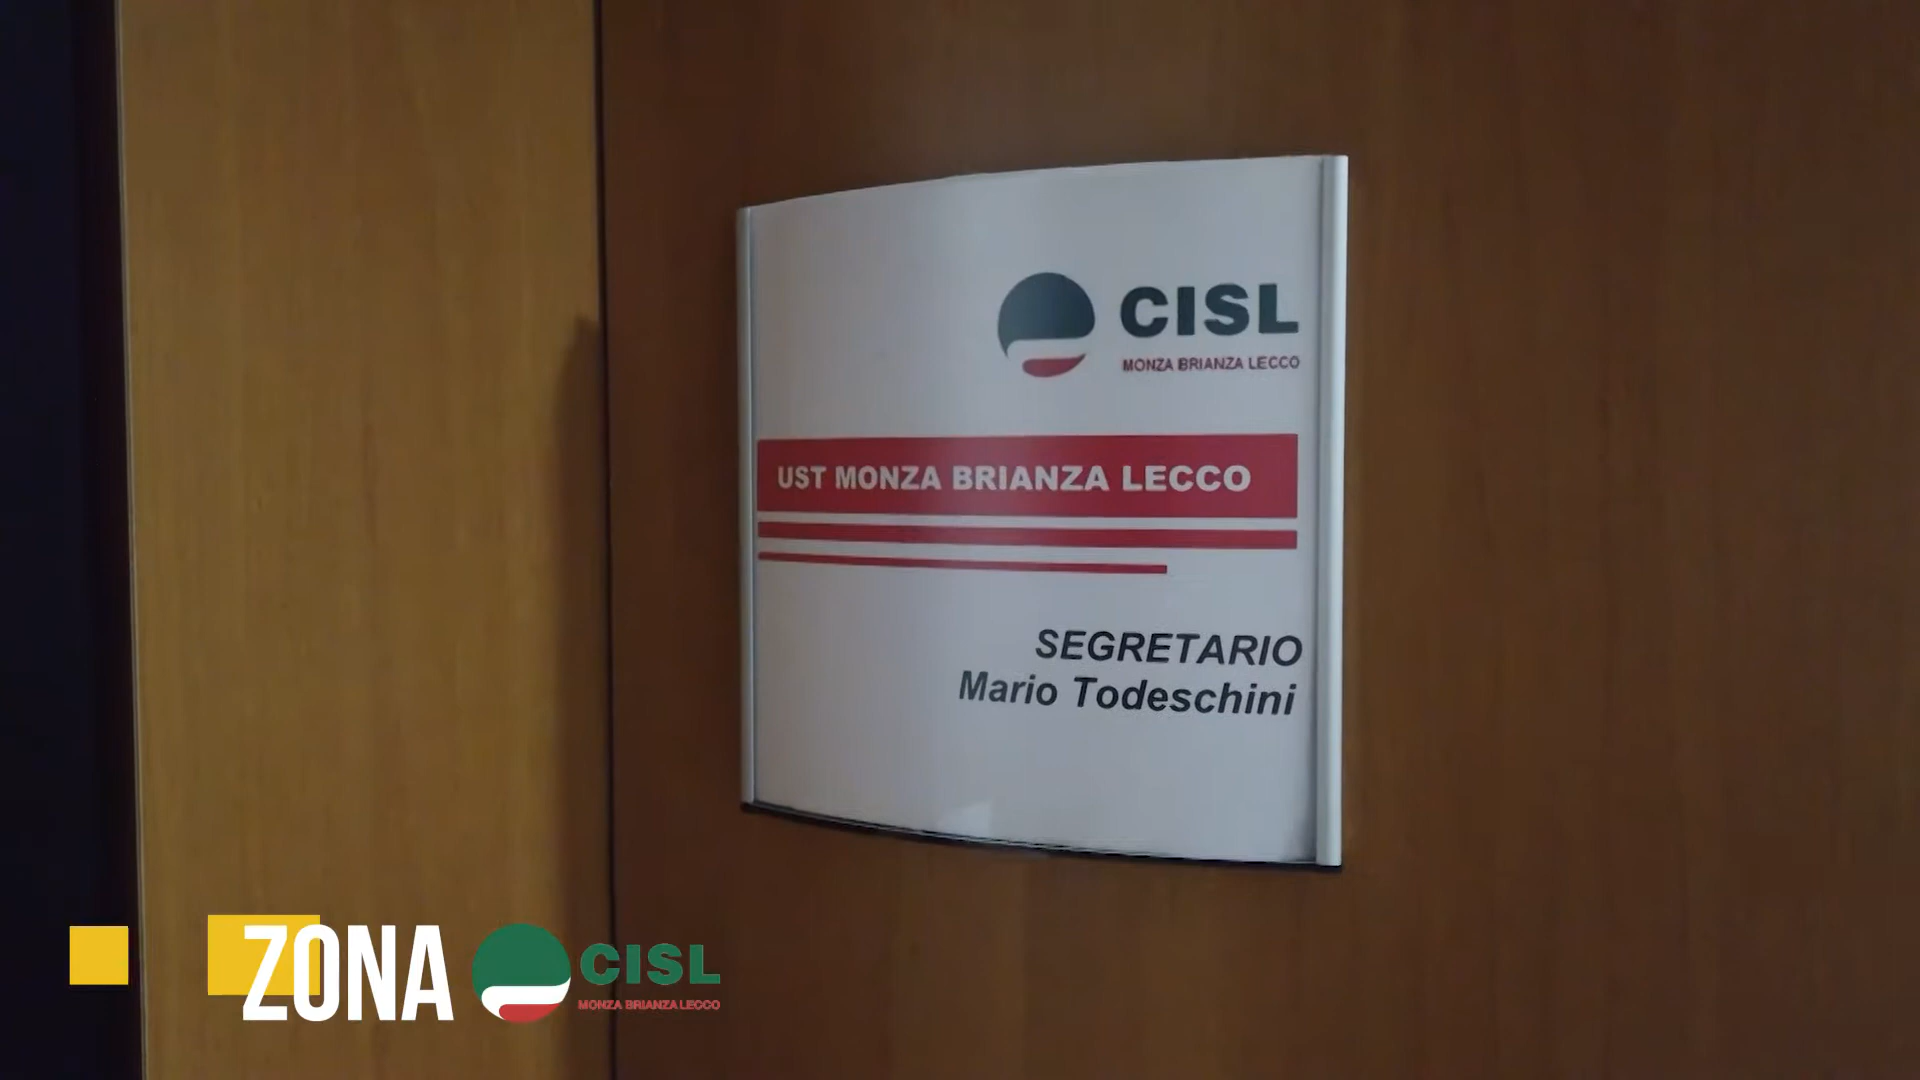 CISL
MONZA BRIANZA LECCO
UST MONZA BRIANZA LECCO
SEGRETARIO
Mario Todeschini
ZONA CISL
MONZA BRIANZA LECCO